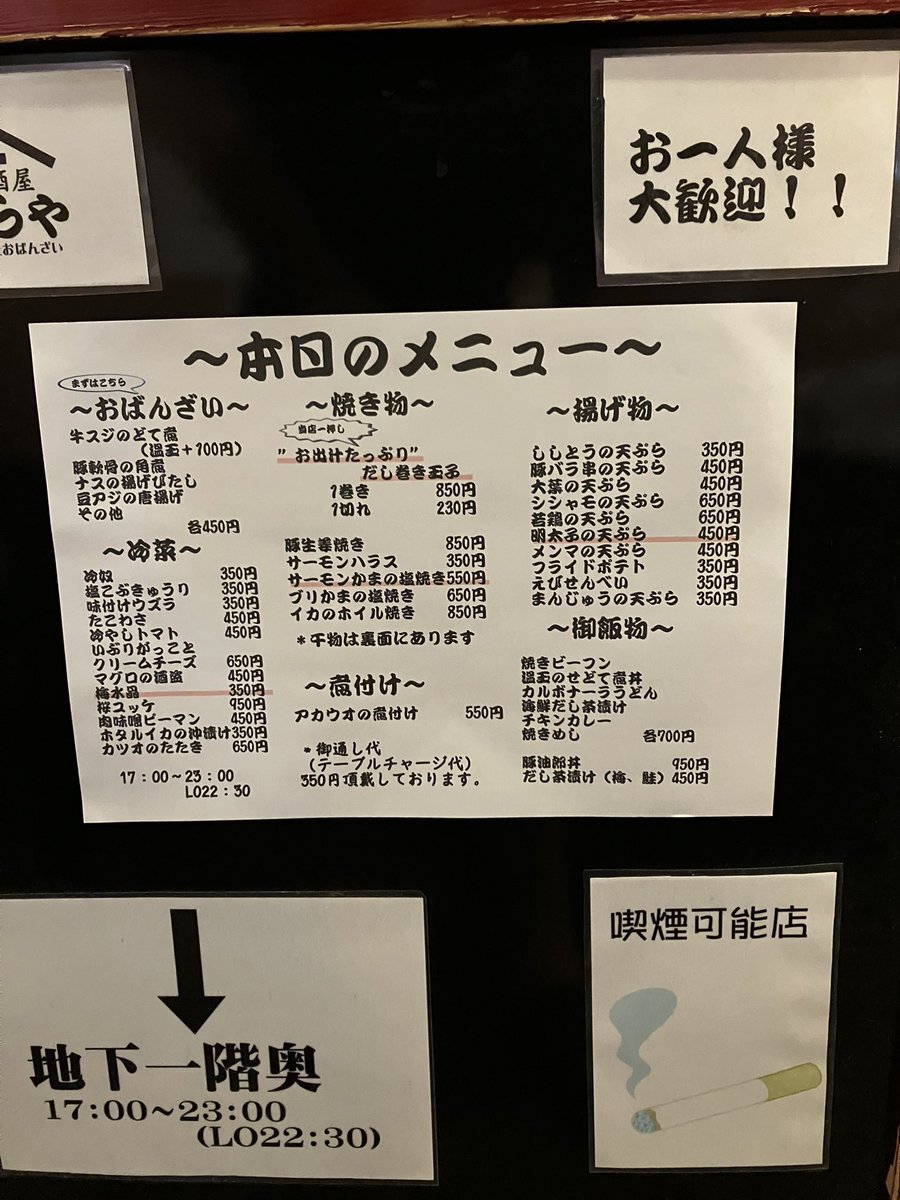 酒屋
らや
おばんざい
お一人様
大歓迎！！
～本日のメニュー～
まずはこちら
～おばんざい～
牛スジのどて煮
(温玉+100円)
豚軟骨の角煮
ナスの揚げびたし
豆アジの唐揚げ
その他
各450円
～冷菜～
冷奴 350円
塩こぶきゅうり 350円
味付けウズラ 350円
たこわさ 450円
冷やしトマト 450円
いぶりがっこと
クリームチーズ 650円
マグロの酒盗 450円
梅水晶 350円
桜ユッケ 950円
肉味噌ピーマン 450円
ホタルイカの沖漬け350円
カツオのたたき 650円
17：00～23：00
LO22：30
～焼き物～
当店一押し
"お出汁たっぷり"
だし巻き玉子
1巻き 850円
1切れ 230円
豚生姜焼き 850円
サーモンハラス 350円
サーモンかまの塩焼き550円
ブリかまの塩焼き 650円
イカのホイル焼き 850円
*干物は裏面にあります
～煮付け～
アカウオの煮付け 550円
*御通し代
(テーブルチャージ代)
350円頂戴しております。
～揚げ物～
ししとうの天ぷら 350円
豚バラ串の天ぷら 450円
大葉の天ぷら 450円
シシャモの天ぷら 650円
若鶏の天ぷら 650円
明太子の天ぷら 450円
メンマの天ぷら 450円
フライドポテト 350円
えびせんべい 350円
まんじゅうの天ぷら 350円
～御飯物～
焼きビーフン
温玉のせどて煮丼
カルボナーラうどん
海鮮だし茶漬け
チキンカレー
焼きめし 各700円
豚油郎丼 950円
だし茶漬け(梅、鮭)450円
地下一階奥
17:00～23:00
(LO22:30)
喫煙可能店